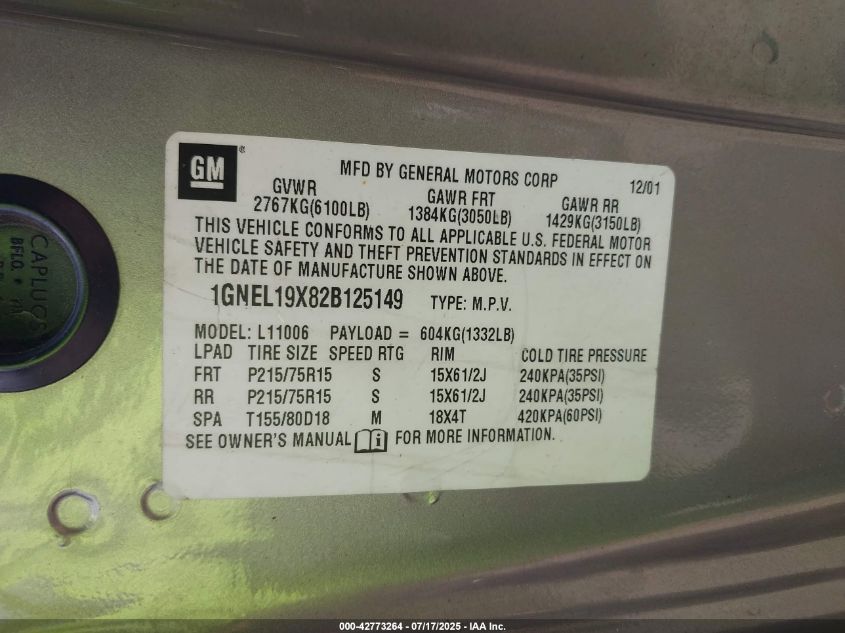 GM ®
MFD BY GENERAL MOTORS CORP 12/01
GVWR GAWR FRT GAWR RR
2767KG(6100LB) 1384KG(3050LB) 1429KG(3150LB)
THIS VEHICLE CONFORMS TO ALL APPLICABLE U.S. FEDERAL MOTOR
VEHICLE SAFETY AND THEFT PREVENTION STANDARDS IN EFFECT ON
THE DATE OF MANUFACTURE SHOWN ABOVE.
1GNEL19X82B125149 TYPE: M.P.V.
MODEL: L11006 PAYLOAD = 604KG(1332LB)
LPAD TIRE SIZE SPEED RTG RIM COLD TIRE PRESSURE
FRT P215/75R15 S 15X61/2J 240KPA(35PSI)
RR P215/75R15 S 15X61/2J 240KPA(35PSI)
SPA T155/80D18 M 18X4T 420KPA(60PSI)
SEE OWNER'S MANUAL i FOR MORE INFORMATION.
CAPLUGS
BFLO.
000-42773264 - 07/17/2025 - IAA Inc.